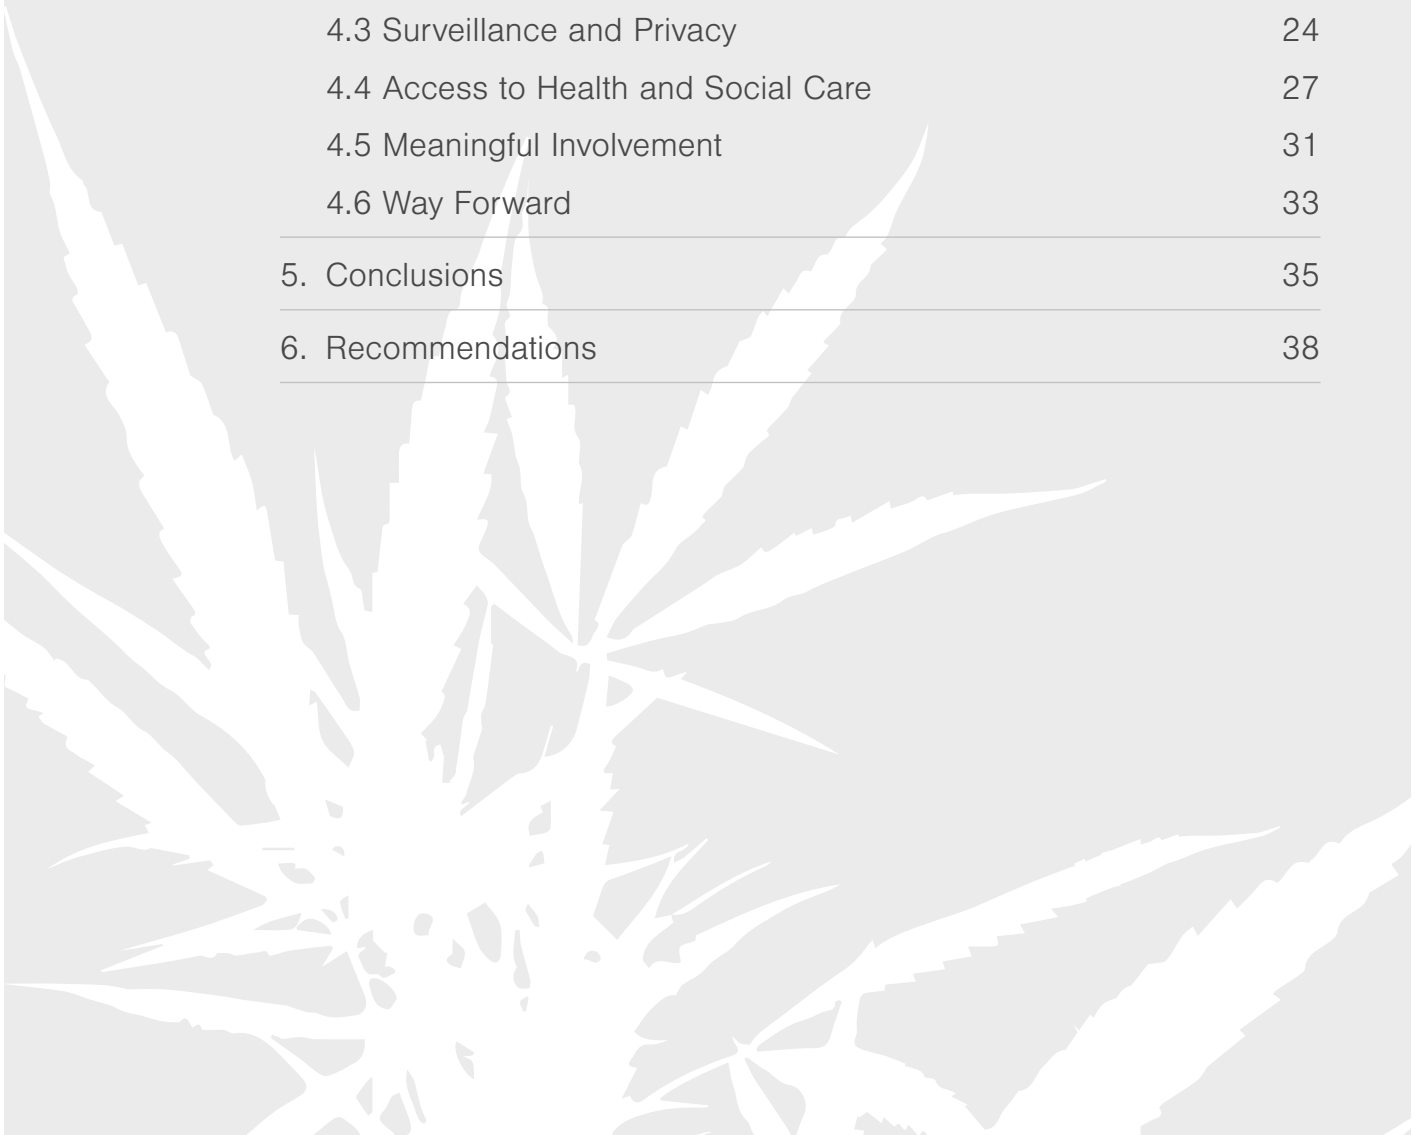 4.3 Surveillance and Privacy 24
4.4 Access to Health and Social Care 27
4.5 Meaningful Involvement 31
4.6 Way Forward 33
5. Conclusions 35
6. Recommendations 38